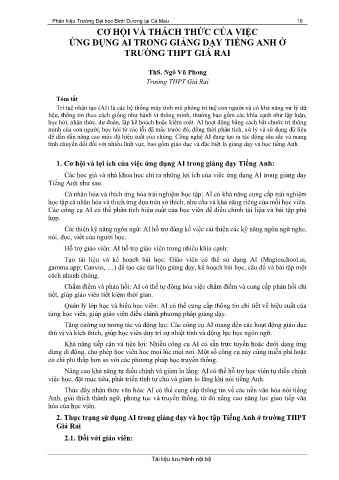 Phân hiệu Trường Đại học Bình Dương tại Cà Mau 16
CƠ HỘI VÀ THÁCH THỨC CỦA VIỆC
ỨNG DỤNG AI TRONG GIẢNG DẠY TIẾNG ANH Ở
TRƯỜNG THPT GIÁ RAI
ThS. Ngô Vũ Phong
Trường THPT Giá Rai
Tóm tắt
Trí tuệ nhân tạo (AI) là các hệ thống máy tính mô phỏng trí tuệ con người và có khả năng xử lý dữ
liệu, thông tin theo cách giống như hành vi thông minh, thường bao gồm các khía cạnh như lập luận,
học hỏi, nhận thức, dự đoán, lập kế hoạch hoặc kiểm soát. AI hoạt động bằng cách bắt chước trí thông
minh của con người, học hỏi từ các lỗi đã mắc trước đó, đồng thời phân tích, xử lý và sử dụng dữ liệu
để dần dần nâng cao mức độ hiệu suất của chúng. Công nghệ AI đang tạo ra tác động sâu sắc và mang
tính chuyển đổi đối với nhiều lĩnh vực, bao gồm giáo dục và đặc biệt là giảng dạy và học tiếng Anh.
1. Cơ hội và lợi ích của việc ứng dụng AI trong giảng dạy Tiếng Anh:
Các học giả và nhà khoa học chỉ ra những lợi ích của việc ứng dụng AI trong giảng dạy
Tiếng Anh như sau:
Cá nhân hóa và thích ứng hóa trải nghiệm học tập: AI có khả năng cung cấp trải nghiệm
học tập cá nhân hóa và thích ứng dựa trên sở thích, nhu cầu và khả năng riêng của mỗi học viên.
Các công cụ AI có thể phân tích hiệu suất của học viên để điều chỉnh tài liệu và bài tập phù
hợp.
Cải thiện kỹ năng ngôn ngữ: AI hỗ trợ đáng kể việc cải thiện các kỹ năng ngôn ngữ nghe,
nói, đọc, viết của người học.
Hỗ trợ giáo viên: AI hỗ trợ giáo viên trong nhiều khía cạnh:
Tạo tài liệu và kế hoạch bài học: Giáo viên có thể sử dụng AI (Magicschool.ai,
gamma.app; Canvas, …) để tạo các tài liệu giảng dạy, kế hoạch bài học, câu đố và bài tập một
cách nhanh chóng.
Chấm điểm và phản hồi: AI có thể tự động hóa việc chấm điểm và cung cấp phản hồi chi
tiết, giúp giáo viên tiết kiệm thời gian.
Quản lý lớp học và hiểu học viên: AI có thể cung cấp thông tin chi tiết về hiệu suất của
từng học viên, giúp giáo viên điều chỉnh phương pháp giảng dạy.
Tăng cường sự tương tác và động lực: Các công cụ AI mang đến các hoạt động giáo dục
thú vị và kích thích, giúp học viên duy trì sự nhiệt tình và động lực học ngôn ngữ.
Khả năng tiếp cận và tiện lợi: Nhiều công cụ AI có sẵn trực tuyến hoặc dưới dạng ứng
dụng di động, cho phép học viên học mọi lúc mọi nơi. Một số công cụ này cũng miễn phí hoặc
có chi phí thấp hơn so với các phương pháp học truyền thống.
Nâng cao khả năng tự điều chỉnh và giảm lo lắng: AI có thể hỗ trợ học viên tự điều chỉnh
việc học, đặt mục tiêu, phát triển tính tự chủ và giảm lo lắng khi nói tiếng Anh.
Thúc đẩy nhận thức văn hóa: AI có thể cung cấp thông tin về các nền văn hóa nói tiếng
Anh, giải thích thành ngữ, phong tục và truyền thống, từ đó nâng cao năng lực giao tiếp văn
hóa của học viên.
2. Thực trạng sử dụng AI trong giảng dạy và học tập Tiếng Anh ở trường THPT
Giá Rai
2.1. Đối với giáo viên:
Tài liệu lưu hành nội bộ